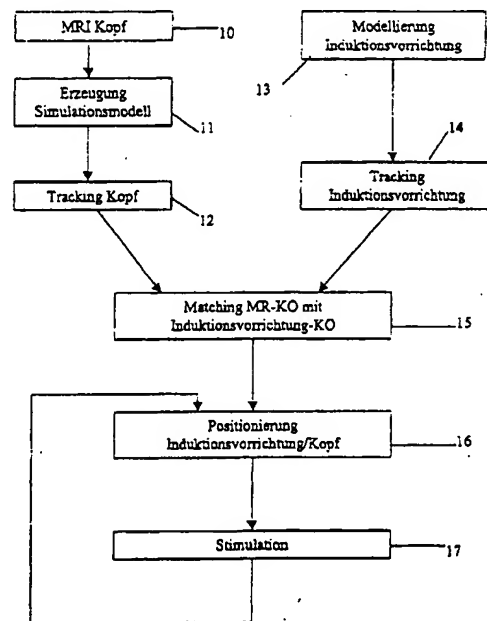 MRI Kopf
10
Modellierung
Induktionsvorrichtung
13
Erzeugung
Simulationsmodell
11
14
Tracking Kopf
12
Tracking
Induktionsvorrichtung
Matching MR-KO mit
Induktionsvorrichtung-KO
15
Positionierung
Induktionsvorrichtung/Kopf
16
Stimulation
17